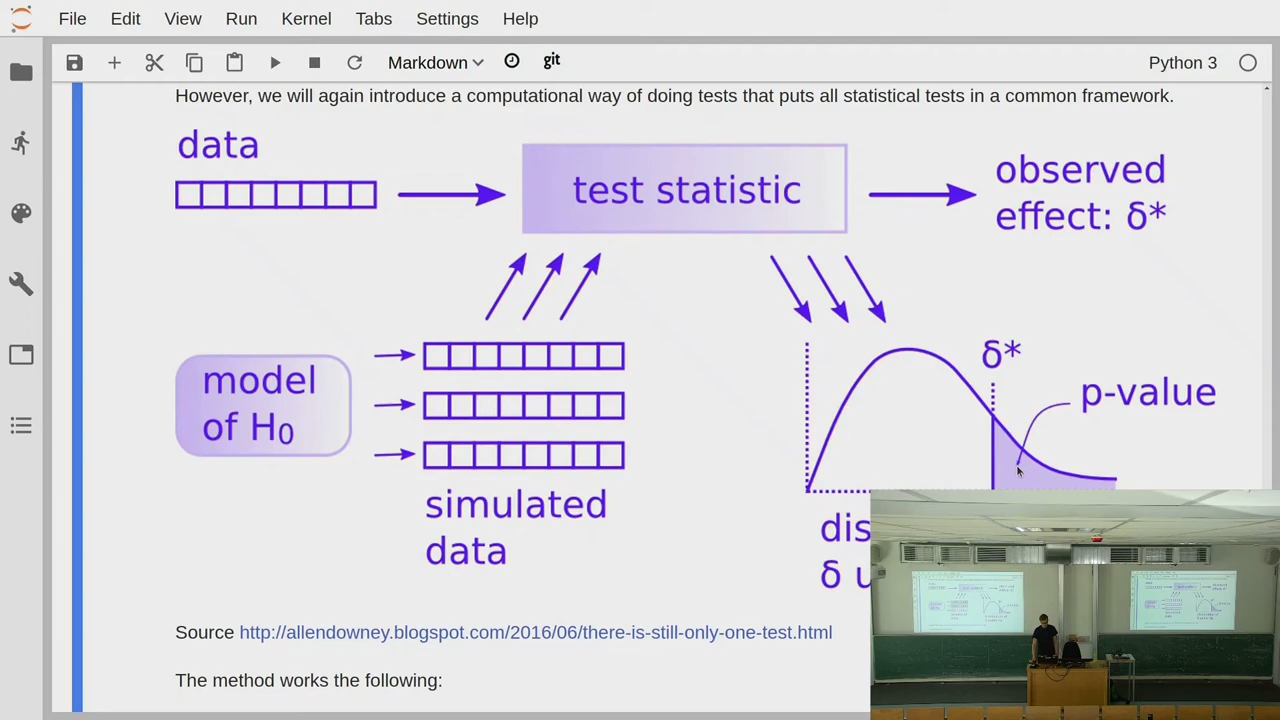 File Edit View Run Kernel Tabs Settings Help
Markdown git Python 3
However, we will again introduce a computational way of doing tests that puts all statistical tests in a common framework.
data
test statistic
observed
effect: δ*
model
of H0
simulated
data
δ*
p-value
δ
Source http://allendowney.blogspot.com/2016/06/there-is-still-only-one-test.html
The method works the following: